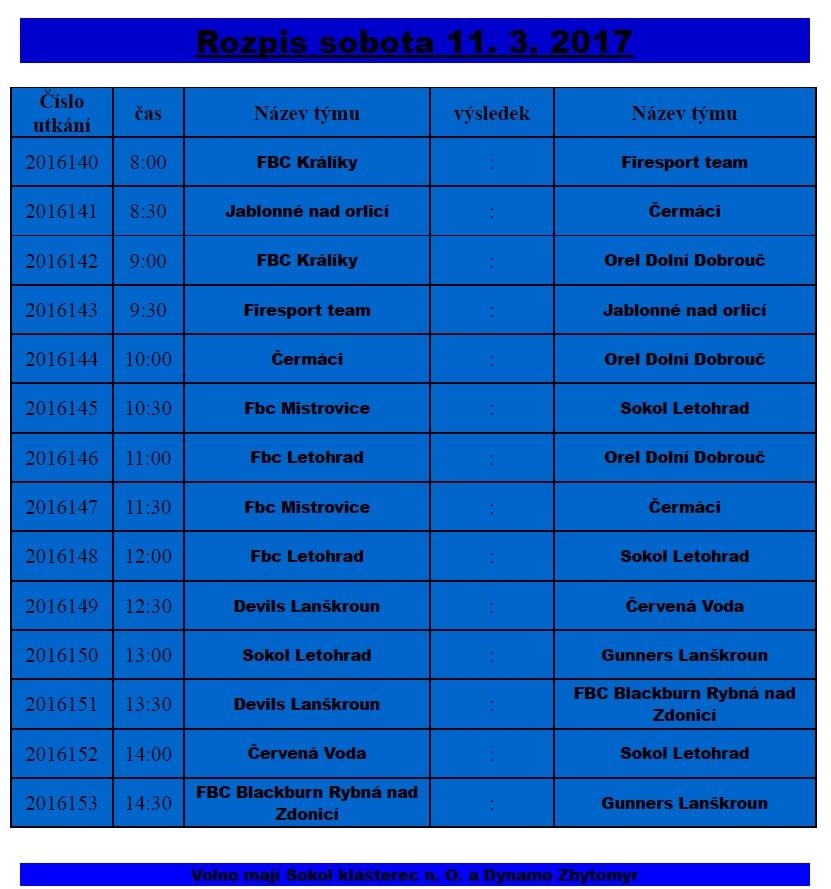 Rozpis sobota 11. 3. 2017
Číslo utkání čas Název týmu výsledek Název týmu
2016140 8:00 FBC Králíky : Firesport team
2016141 8:30 Jablonné nad orlicí : Čermáci
2016142 9:00 FBC Králíky : Orel Dolní Dobrouč
2016143 9:30 Firesport team : Jablonné nad orlicí
2016144 10:00 Čermáci : Orel Dolní Dobrouč
2016145 10:30 Fbc Mistrovice : Sokol Letohrad
2016146 11:00 Fbc Letohrad : Orel Dolní Dobrouč
2016147 11:30 Fbc Mistrovice : Čermáci
2016148 12:00 Fbc Letohrad : Sokol Letohrad
2016149 12:30 Devils Lanškroun : Červená Voda
2016150 13:00 Sokol Letohrad : Gunners Lanškroun
2016151 13:30 Devils Lanškroun : FBC Blackburn Rybná nad Zdonicí
2016152 14:00 Červená Voda : Sokol Letohrad
2016153 14:30 FBC Blackburn Rybná nad Zdonicí : Gunners Lanškroun
Volno mají Sokol klášterec n. O. a Dynamo Zhytomyr